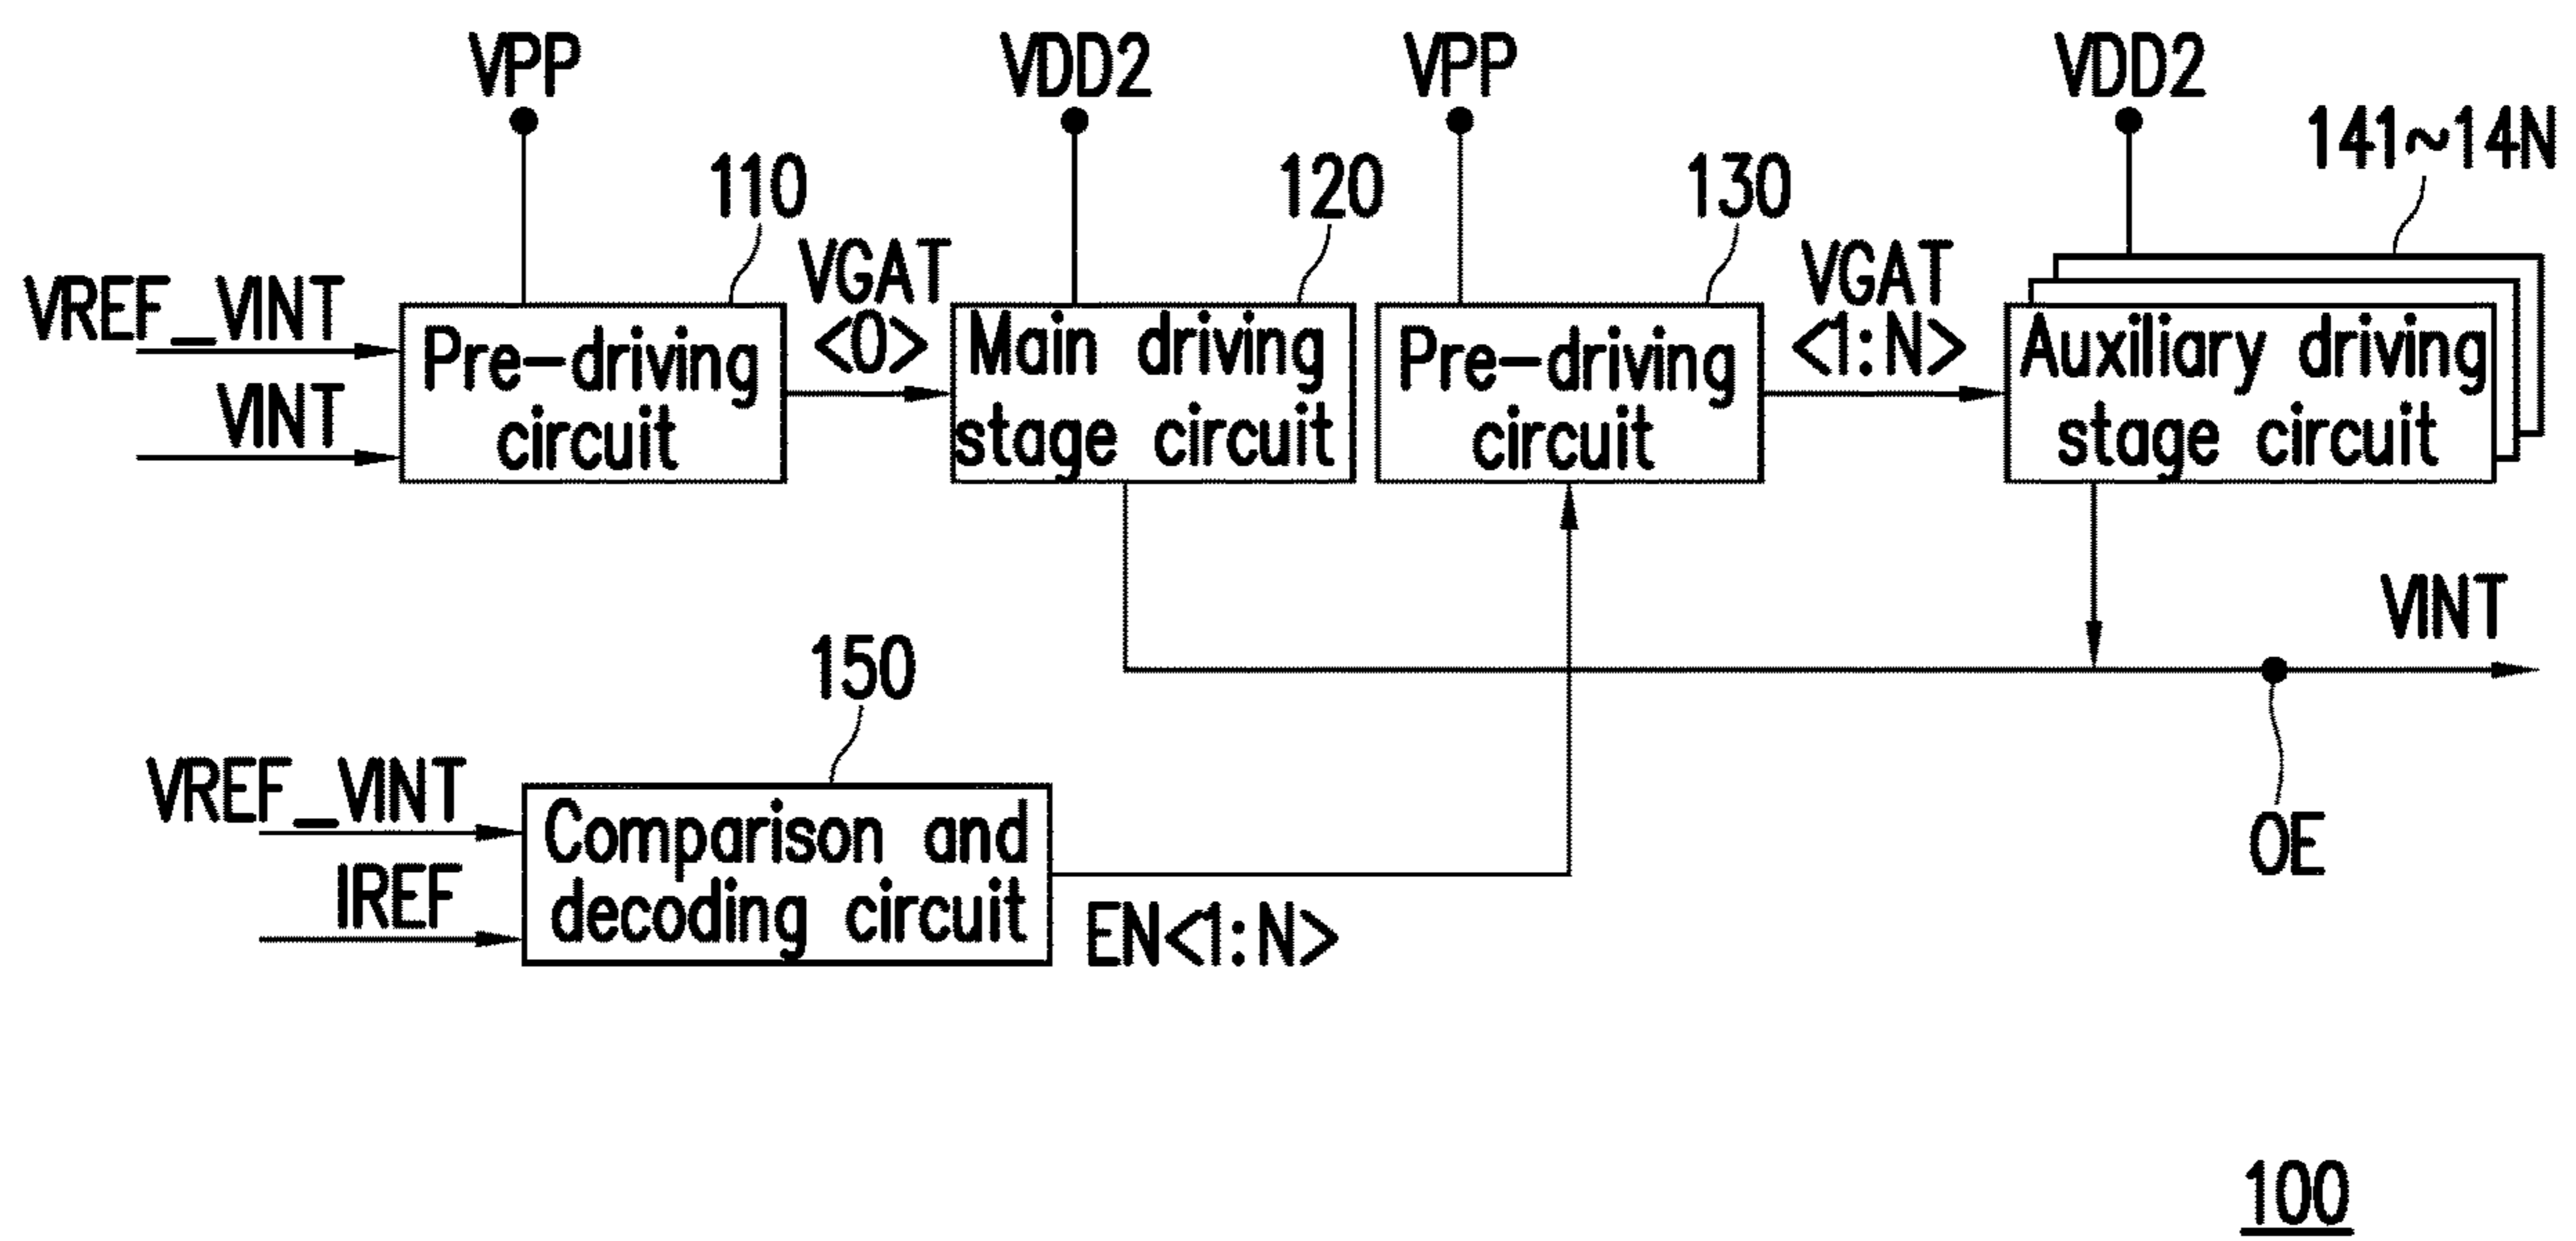 VPP
VDD2
VPP
VDD2
141~14N
110
120
130
VREF_VINT
VINT
Pre-driving
circuit
VGAT
<0>
Main driving
stage circuit
Pre-driving
circuit
VGAT
<1:N>
Auxiliary driving
stage circuit
VINT
OE
150
VREF_VINT
IREF
Comparison and
decoding circuit
EN<1:N>
100